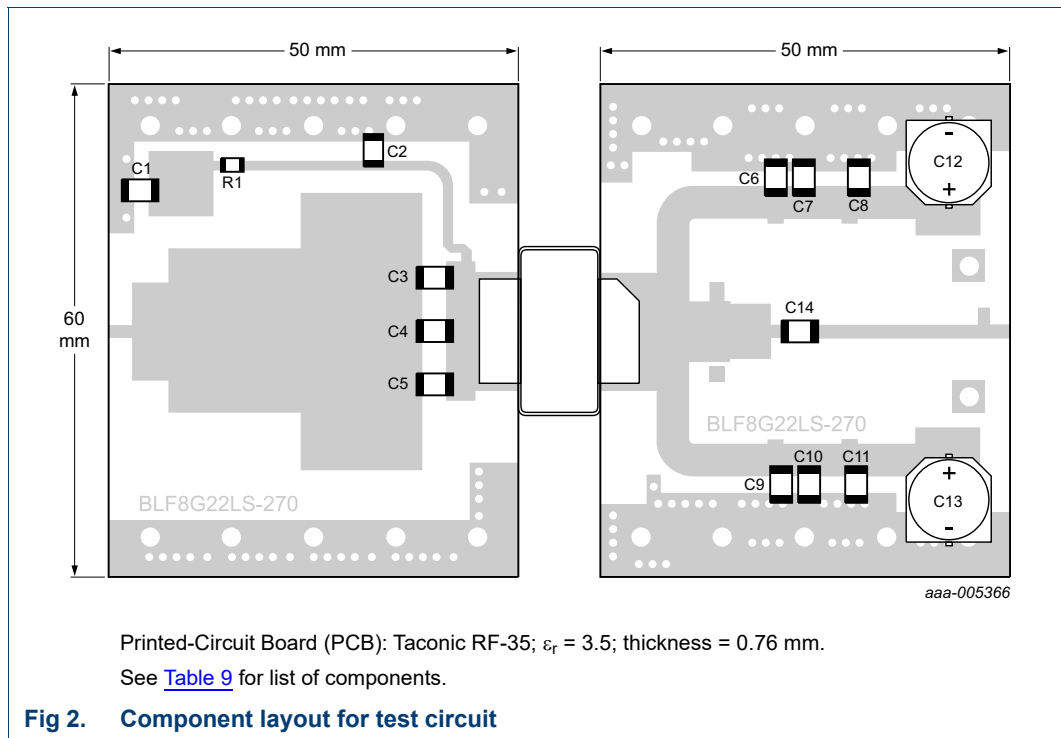 50 mm
50 mm
C1
R1
C2
C6
C7
C8
-
C12
+
C3
60
mm
C4
C14
C5
BLF8G22LS-270
BLF8G22LS-270
C9
C10
C11
+
C13
-
aaa-005366
Printed-Circuit Board (PCB): Taconic RF-35; εr = 3.5; thickness = 0.76 mm.
See Table 9 for list of components.
Fig 2. Component layout for test circuit